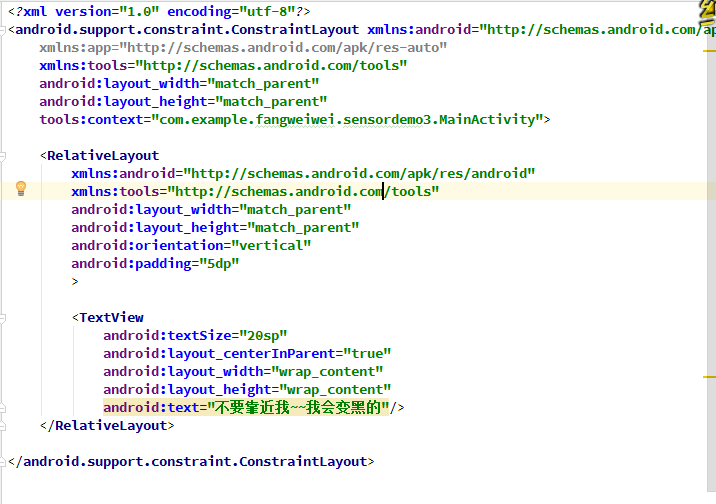 <?xml version="1.0" encoding="utf-8"?>
<android.support.constraint.ConstraintLayout xmlns:android="http://schemas.android.com/ap
    xmlns:app="http://schemas.android.com/apk/res-auto"
    xmlns:tools="http://schemas.android.com/tools"
    android:layout_width="match_parent"
    android:layout_height="match_parent"
    tools:context="com.example.fangweiwei.sensordemo3.MainActivity">
    <RelativeLayout
        xmlns:android="http://schemas.android.com/apk/res/android"
        xmlns:tools="http://schemas.android.com/tools"
        android:layout_width="match_parent"
        android:layout_height="match_parent"
        android:orientation="vertical"
        android:padding="5dp"
        >
        <TextView
            android:textSize="20sp"
            android:layout_centerInParent="true"
            android:layout_width="wrap_content"
            android:layout_height="wrap_content"
            android:text="不要靠近我~~我会变黑的"/>
    </RelativeLayout>
</android.support.constraint.ConstraintLayout>